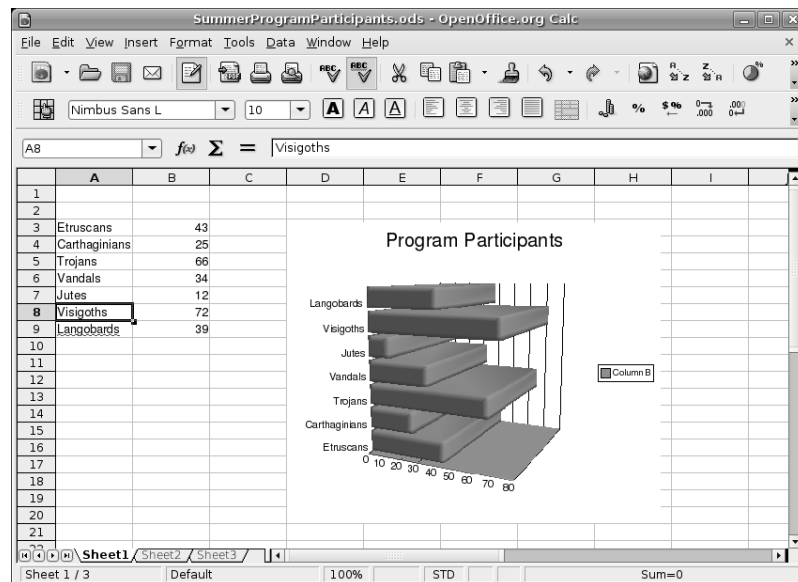 SummerProgramParticipants.ods - OpenOffice.org Calc
File Edit View Insert Format Tools Data Window Help
Nimbus Sans L 10
A8 f(x) Σ = Visigoths
A B C D E F G H I
1
2
3 Etruscans 43
4 Carthaginians 25
5 Trojans 66
6 Vandals 34
7 Jutes 12
8 Visigoths 72
9 Langobards 39
10
11
12
13
14
15
16
17
18
19
20
21
Program Participants
Langobards
Visigoths
Jutes
Vandals
Trojans
Carthaginians
Etruscans
0 10 20 30 40 50 60 70 80
Column B
Sheet1 Sheet2 Sheet3
Sheet 1 / 3 Default 100% STD Sum=0